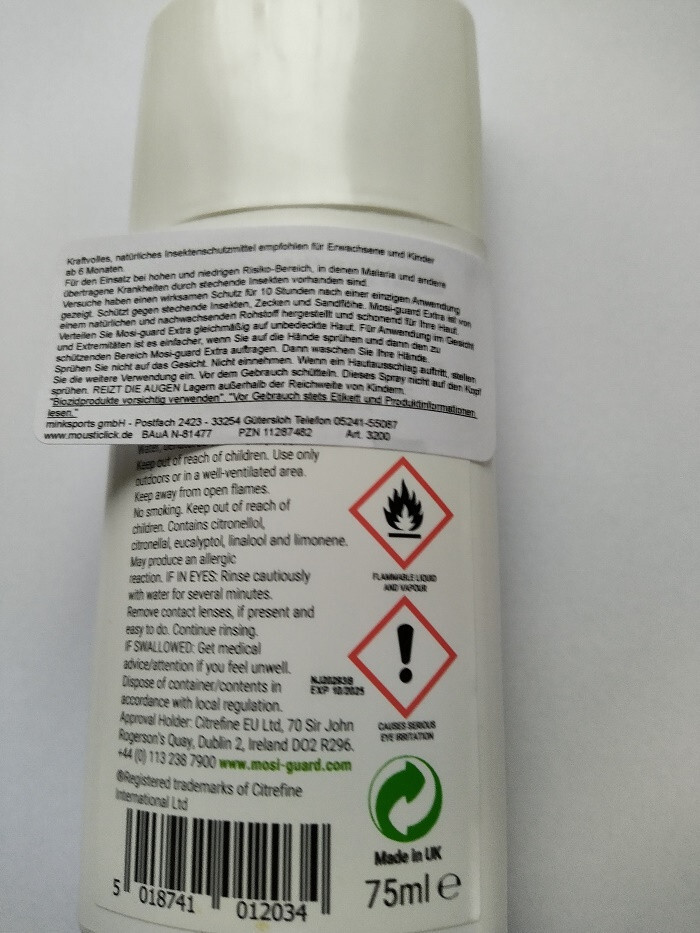 Kraftvolles, natürliches Insektenschutzmittel empfohlen für Erwachsene und Kinder
ab 6 Monaten.
Für den Einsatz bei hohen und niedrigen Risiko-Bereich, in denen Malaria und andere
übertragene Krankheiten durch stechende Insekten vorhanden sind.
Versuche haben einen wirksamen Schutz für 10 Stunden nach einer einzigen Anwendung
gezeigt. Schützt gegen stechende Insekten, Zecken und Sandflöhe. Mosi-guard Extra ist von
einem natürlichen und nachwachsenden Rohstoff hergestellt und schonend für Ihre Haut.
Verteilen Sie Mosi-guard Extra gleichmäßig auf unbedeckte Haut. Für Anwendung im Gesicht
und Extremitäten ist es einfacher, wenn Sie auf die Hände sprühen und dann den zu
schützenden Bereich Mosi-guard Extra auftragen. Dann waschen Sie Ihre Hände.
Sprühen Sie nicht auf das Gesicht. Nicht einnehmen. Wenn ein Hautausschlag auftritt, stellen
Sie die weitere Verwendung ein. Vor dem Gebrauch schütteln. Dieses Spray nicht auf den Kopf
sprühen. REIZT DIE AUGEN Lagern außerhalb der Reichweite von Kindern.
"Biozidprodukte vorsichtig verwenden". "Vor Gebrauch stets Etikett und Produktinformationen
lesen."
minksports gmbH - Postfach 2423 - 33254 Gütersloh Telefon 05241-55087
www.mousticlick.de BAuA N-81477 PZN 11287482 Art. 3200
Keep out of reach of children. Use only
outdoors or in a well-ventilated area.
Keep away from open flames.
No smoking. Keep out of reach of
children. Contains citronellol,
citronellal, eucalyptol, linalool and limonene.
May produce an allergic
reaction. IF IN EYES: Rinse cautiously
with water for several minutes.
Remove contact lenses, if present and
easy to do. Continue rinsing.
IF SWALLOWED: Get medical
advice/attention if you feel unwell.
Dispose of container/contents in
accordance with local regulation.
Approval Holder: Citrefine EU Ltd, 70 Sir John
Rogerson's Quay, Dublin 2, Ireland DO2 R296.
+44 (0) 113 238 7900 www.mosi-guard.com
®Registered trademarks of Citrefine
International Ltd
5 018741 012034
FLAMMABLE LIQUID
AND VAPOUR
EXP 10/2025
CAUSES SERIOUS
EYE IRRITATION
Made in UK
75ml e